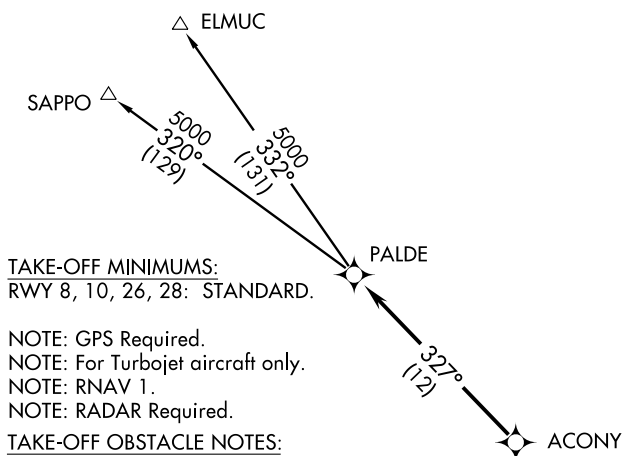 ELMUC
SAPPO
5000
320°
(129)
5000
332°
(131)
PALDE
TAKE-OFF MINIMUMS:
RWY 8, 10, 26, 28: STANDARD.
NOTE: GPS Required.
NOTE: For Turbojet aircraft only.
NOTE: RNAV 1.
NOTE: RADAR Required.
327°
(12)
TAKE-OFF OBSTACLE NOTES:
ACONY